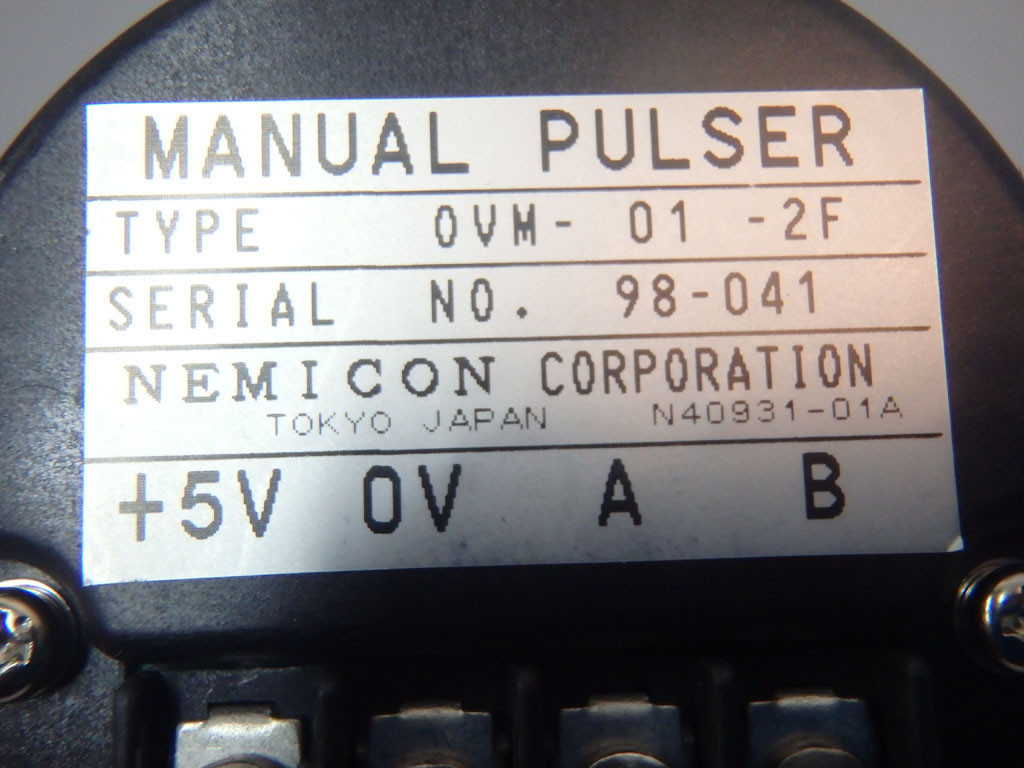 MANUAL PULSER
TYPE OVM- 01 -2F
SERIAL NO. 98-041
NEMICON CORPORATION
TOKYO JAPAN N40931-01A
+5V 0V A B